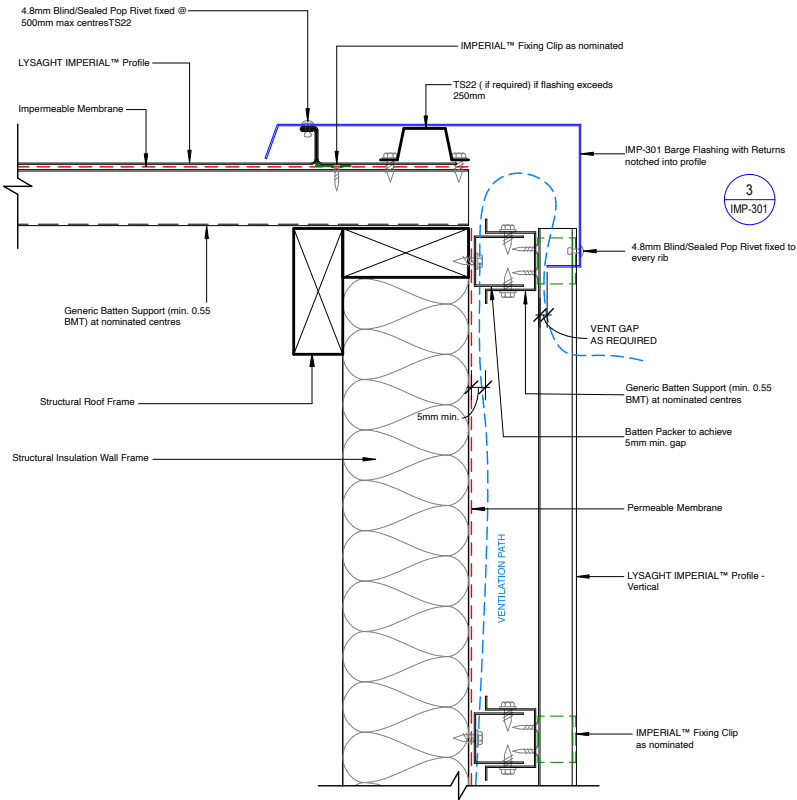 4.8mm Blind/Sealed Pop Rivet fixed @
500mm max centresTS22
IMPERIAL™ Fixing Clip as nominated
LYSAGHT IMPERIAL™ Profile
TS22 ( if required) if flashing exceeds
250mm
Impermeable Membrane
IMP-301 Barge Flashing with Returns
notched into profile
3
IMP-301
4.8mm Blind/Sealed Pop Rivet fixed to
every rib
Generic Batten Support (min. 0.55
BMT) at nominated centres
VENT GAP
AS REQUIRED
Structural Roof Frame
5mm min.
Generic Batten Support (min. 0.55
BMT) at nominated centres
Batten Packer to achieve
5mm min. gap
Structural Insulation Wall Frame
Permeable Membrane
VENTILATION PATH
LYSAGHT IMPERIAL™ Profile -
Vertical
IMPERIAL™ Fixing Clip
as nominated